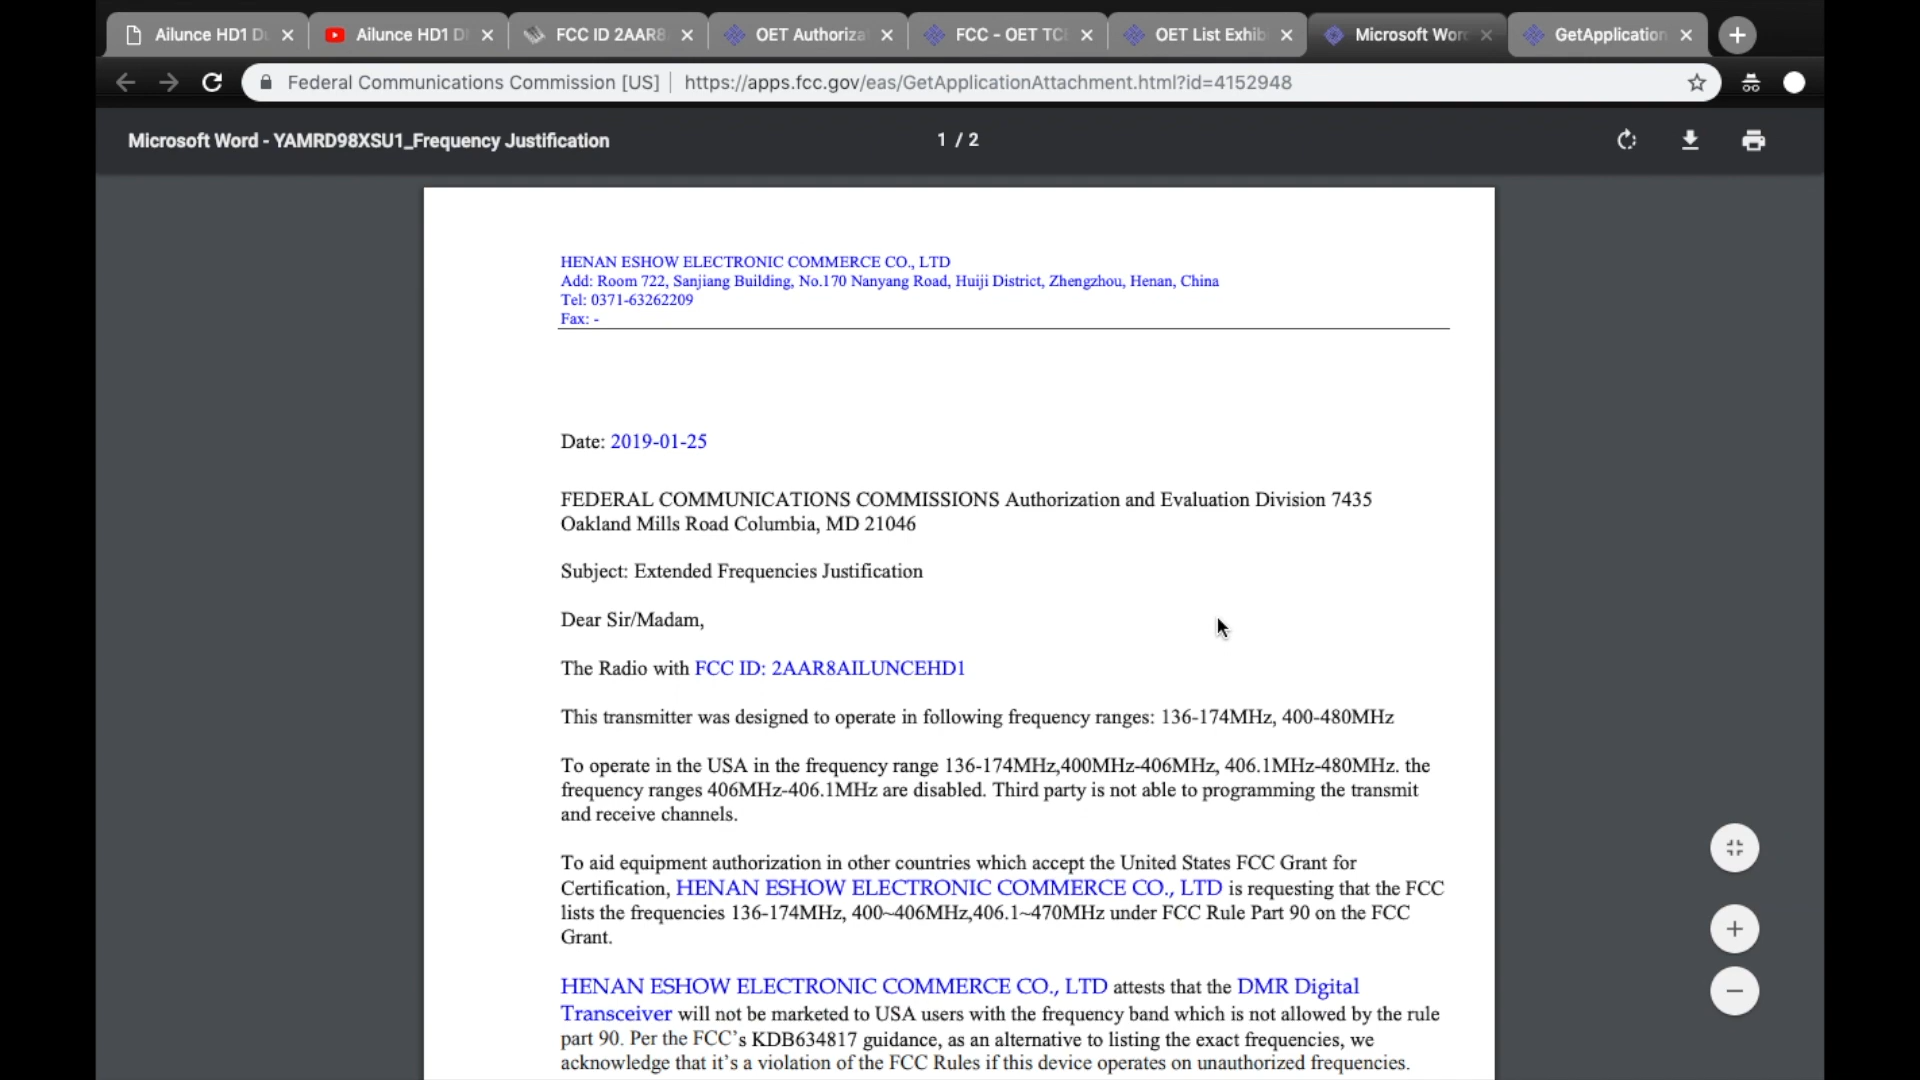 Ailunce HD1 D
Ailunce HD1 D
FCC ID 2AAR8
OET Authoriza
FCC - OET TC
OET List Exhib
Microsoft Wor
GetApplication
Federal Communications Commission [US] | https://apps.fcc.gov/eas/GetApplicationAttachment.html?id=4152948
Microsoft Word - YAMRD98XSU1_Frequency Justification
1 / 2
HENAN ESHOW ELECTRONIC COMMERCE CO., LTD
Add: Room 722, Sanjiang Building, No.170 Nanyang Road, Huiji District, Zhengzhou, Henan, China
Tel: 0371-63262209
Fax: -
Date: 2019-01-25
FEDERAL COMMUNICATIONS COMMISSIONS Authorization and Evaluation Division 7435
Oakland Mills Road Columbia, MD 21046
Subject: Extended Frequencies Justification
Dear Sir/Madam,
The Radio with FCC ID: 2AAR8AILUNCEHD1
This transmitter was designed to operate in following frequency ranges: 136-174MHz, 400-480MHz
To operate in the USA in the frequency range 136-174MHz,400MHz-406MHz, 406.1MHz-480MHz. the
frequency ranges 406MHz-406.1MHz are disabled. Third party is not able to programming the transmit
and receive channels.
To aid equipment authorization in other countries which accept the United States FCC Grant for
Certification, HENAN ESHOW ELECTRONIC COMMERCE CO., LTD is requesting that the FCC
lists the frequencies 136-174MHz, 400~406MHz,406.1~470MHz under FCC Rule Part 90 on the FCC
Grant.
HENAN ESHOW ELECTRONIC COMMERCE CO., LTD attests that the DMR Digital
Transceiver will not be marketed to USA users with the frequency band which is not allowed by the rule
part 90. Per the FCC's KDB634817 guidance, as an alternative to listing the exact frequencies, we
acknowledge that it's a violation of the FCC Rules if this device operates on unauthorized frequencies.